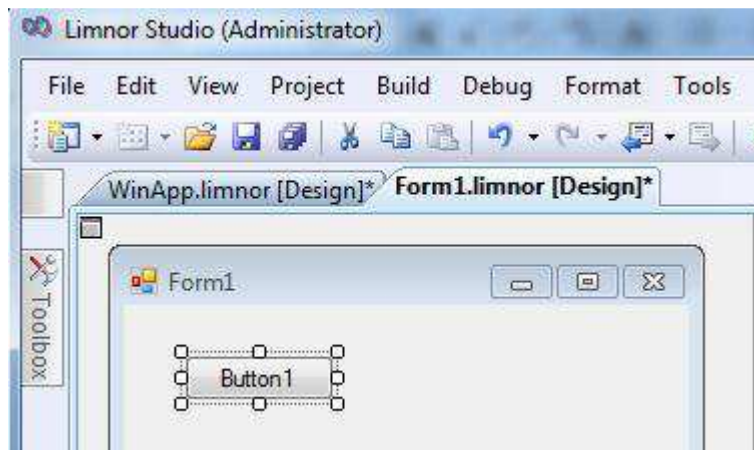 Limnor Studio (Administrator)
File Edit View Project Build Debug Format Tools
WinApp.limnor [Design]* Form1.limnor [Design]*
Toolbox
Form1
Button1